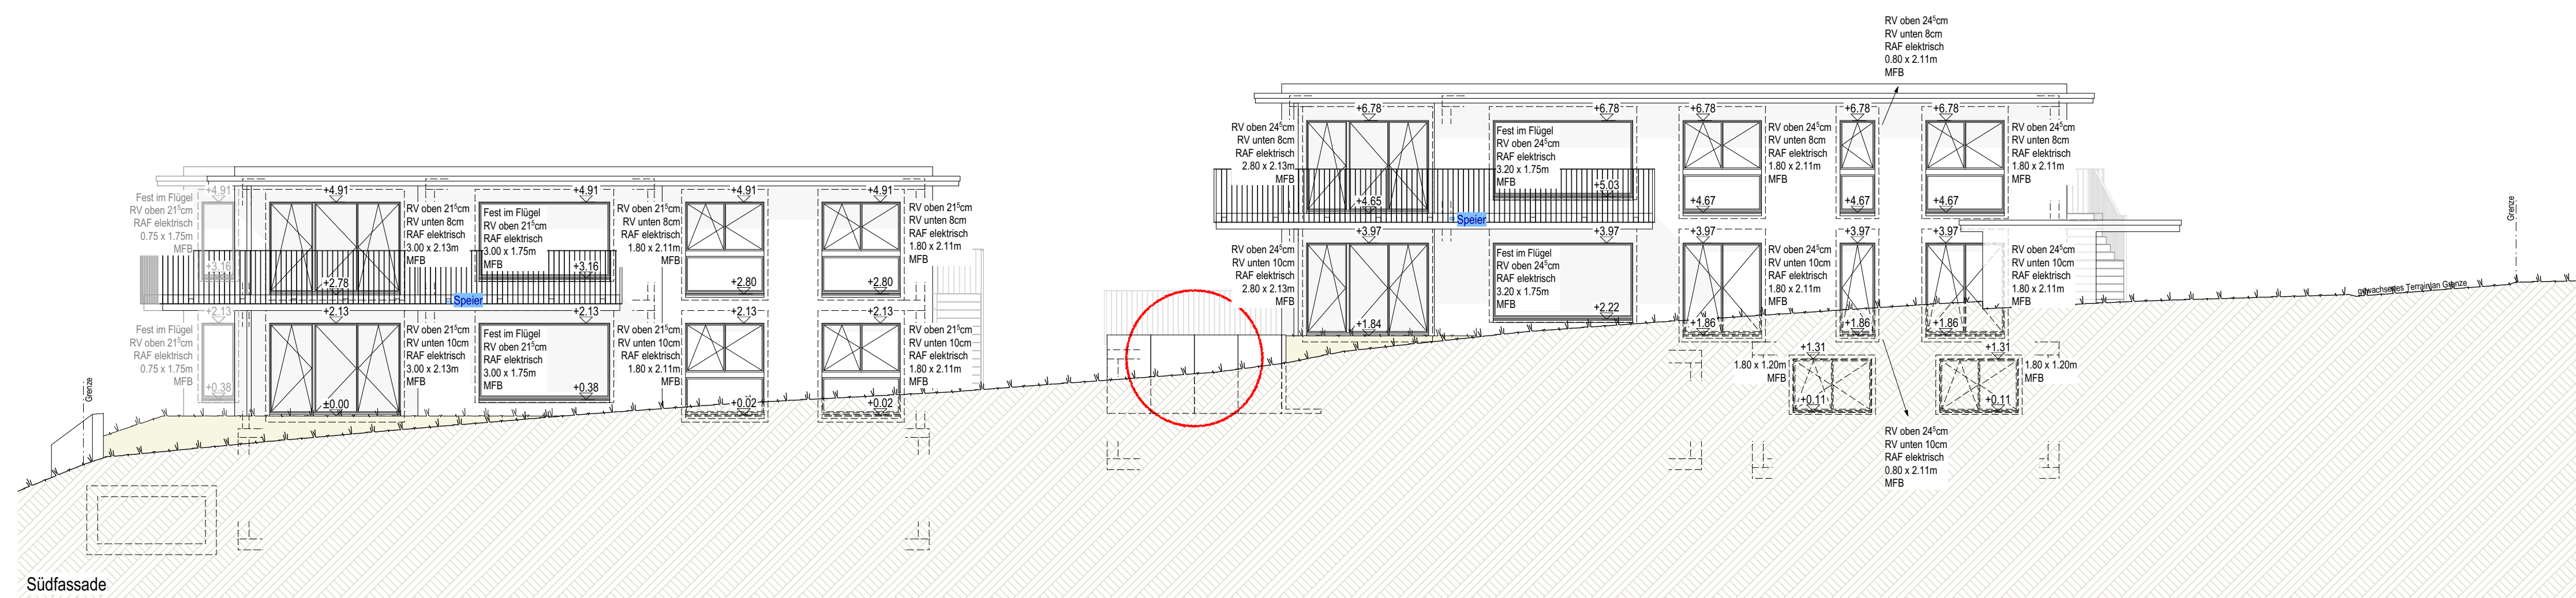 RV oben 24⁵cm
RV unten 8cm
RAF elektrisch
0.80 x 2.11m
MFB
+6.78
+6.78
+6.78
+6.78
+6.78
RV oben 24⁵cm
RV unten 8cm
RAF elektrisch
2.80 x 2.13m
MFB
Fest im Flügel
RV oben 24⁵cm
RAF elektrisch
3.20 x 1.75m
MFB
RV oben 24⁵cm
RV unten 8cm
RAF elektrisch
1.80 x 2.11m
MFB
RV oben 24⁵cm
RV unten 8cm
RAF elektrisch
1.80 x 2.11m
MFB
+4.65
+5.03
+4.67
+4.67
+4.67
Speier
+3.97
+3.97
+3.97
+3.97
+3.97
RV oben 24⁵cm
RV unten 10cm
RAF elektrisch
2.80 x 2.13m
MFB
Fest im Flügel
RV oben 24⁵cm
RAF elektrisch
3.20 x 1.75m
MFB
RV oben 24⁵cm
RV unten 10cm
RAF elektrisch
1.80 x 2.11m
MFB
RV oben 24⁵cm
RV unten 10cm
RAF elektrisch
1.80 x 2.11m
MFB
+1.84
+2.22
+1.86
+1.86
+1.86
+1.31
+1.31
1.80 x 1.20m
MFB
1.80 x 1.20m
MFB
+0.11
+0.11
RV oben 24⁵cm
RV unten 10cm
RAF elektrisch
0.80 x 2.11m
MFB
Grenze
gewachsenes Terrain an Grenze
+4.91
+4.91
+4.91
+4.91
+4.91
Fest im Flügel
RV oben 21⁵cm
RAF elektrisch
0.75 x 1.75m
MFB
RV oben 21⁵cm
RV unten 8cm
RAF elektrisch
3.00 x 2.13m
MFB
Fest im Flügel
RV oben 21⁵cm
RAF elektrisch
3.00 x 1.75m
MFB
RV oben 21⁵cm
RV unten 8cm
RAF elektrisch
1.80 x 2.11m
MFB
RV oben 21⁵cm
RV unten 8cm
RAF elektrisch
1.80 x 2.11m
MFB
+3.16
+2.78
+3.16
+2.80
+2.80
Speier
+2.13
+2.13
+2.13
+2.13
+2.13
Fest im Flügel
RV oben 21⁵cm
RAF elektrisch
0.75 x 1.75m
MFB
RV oben 21⁵cm
RV unten 10cm
RAF elektrisch
3.00 x 2.13m
MFB
Fest im Flügel
RV oben 21⁵cm
RAF elektrisch
3.00 x 1.75m
MFB
RV oben 21⁵cm
RV unten 10cm
RAF elektrisch
1.80 x 2.11m
MFB
RV oben 21⁵cm
RV unten 10cm
RAF elektrisch
1.80 x 2.11m
MFB
+0.38
±0.00
+0.38
+0.02
+0.02
Grenze
Südfassade